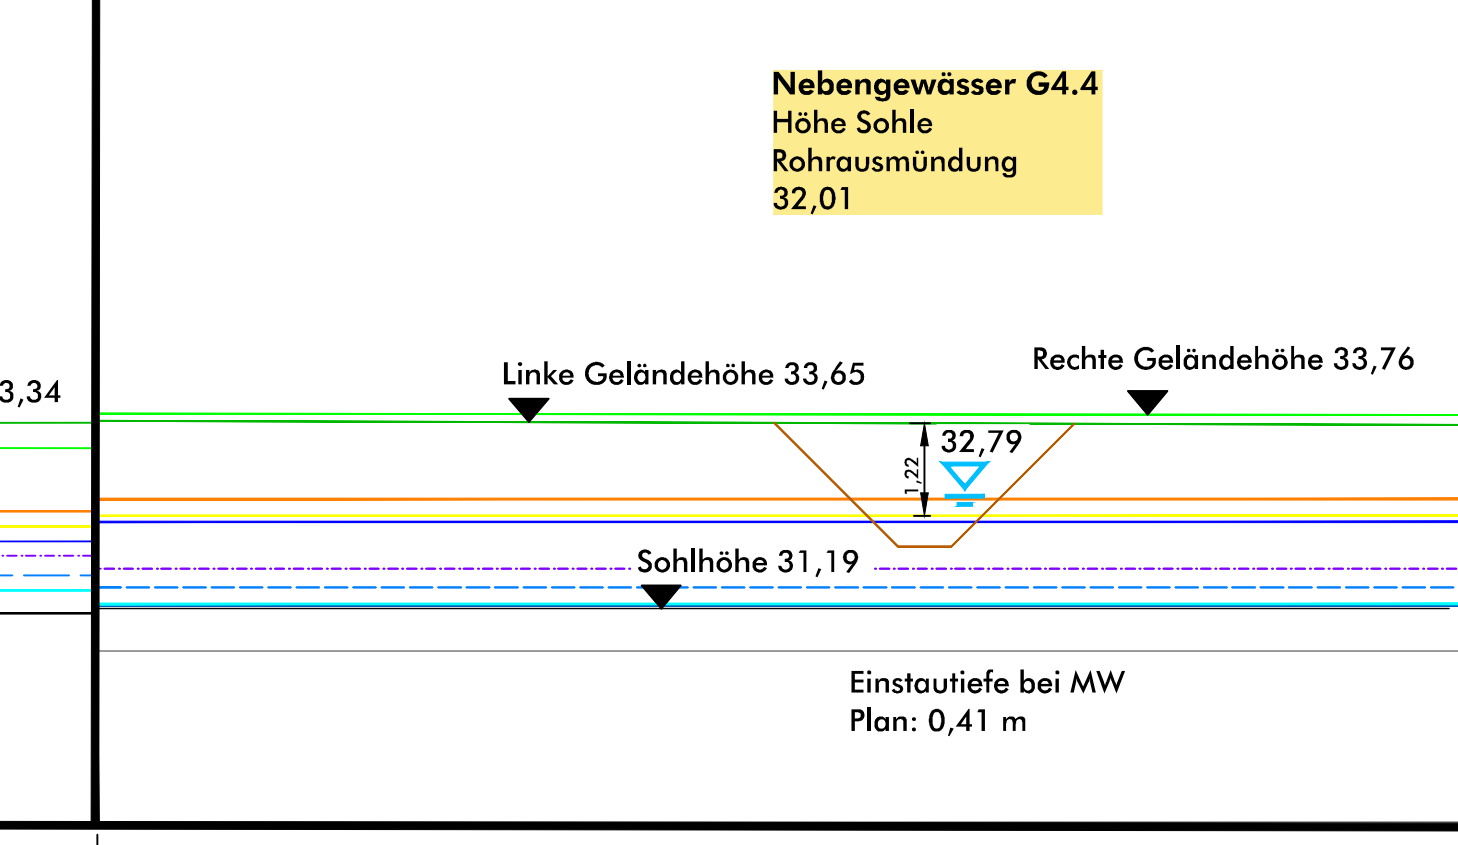 Nebengewässer G4.4
Höhe Sohle
Rohrausmündung
32,01
Rechte Geländehöhe 33,76
Linke Geländehöhe 33,65
3,34
32,79
1,22
Sohlhöhe 31,19
Einstautiefe bei MW
Plan: 0,41 m